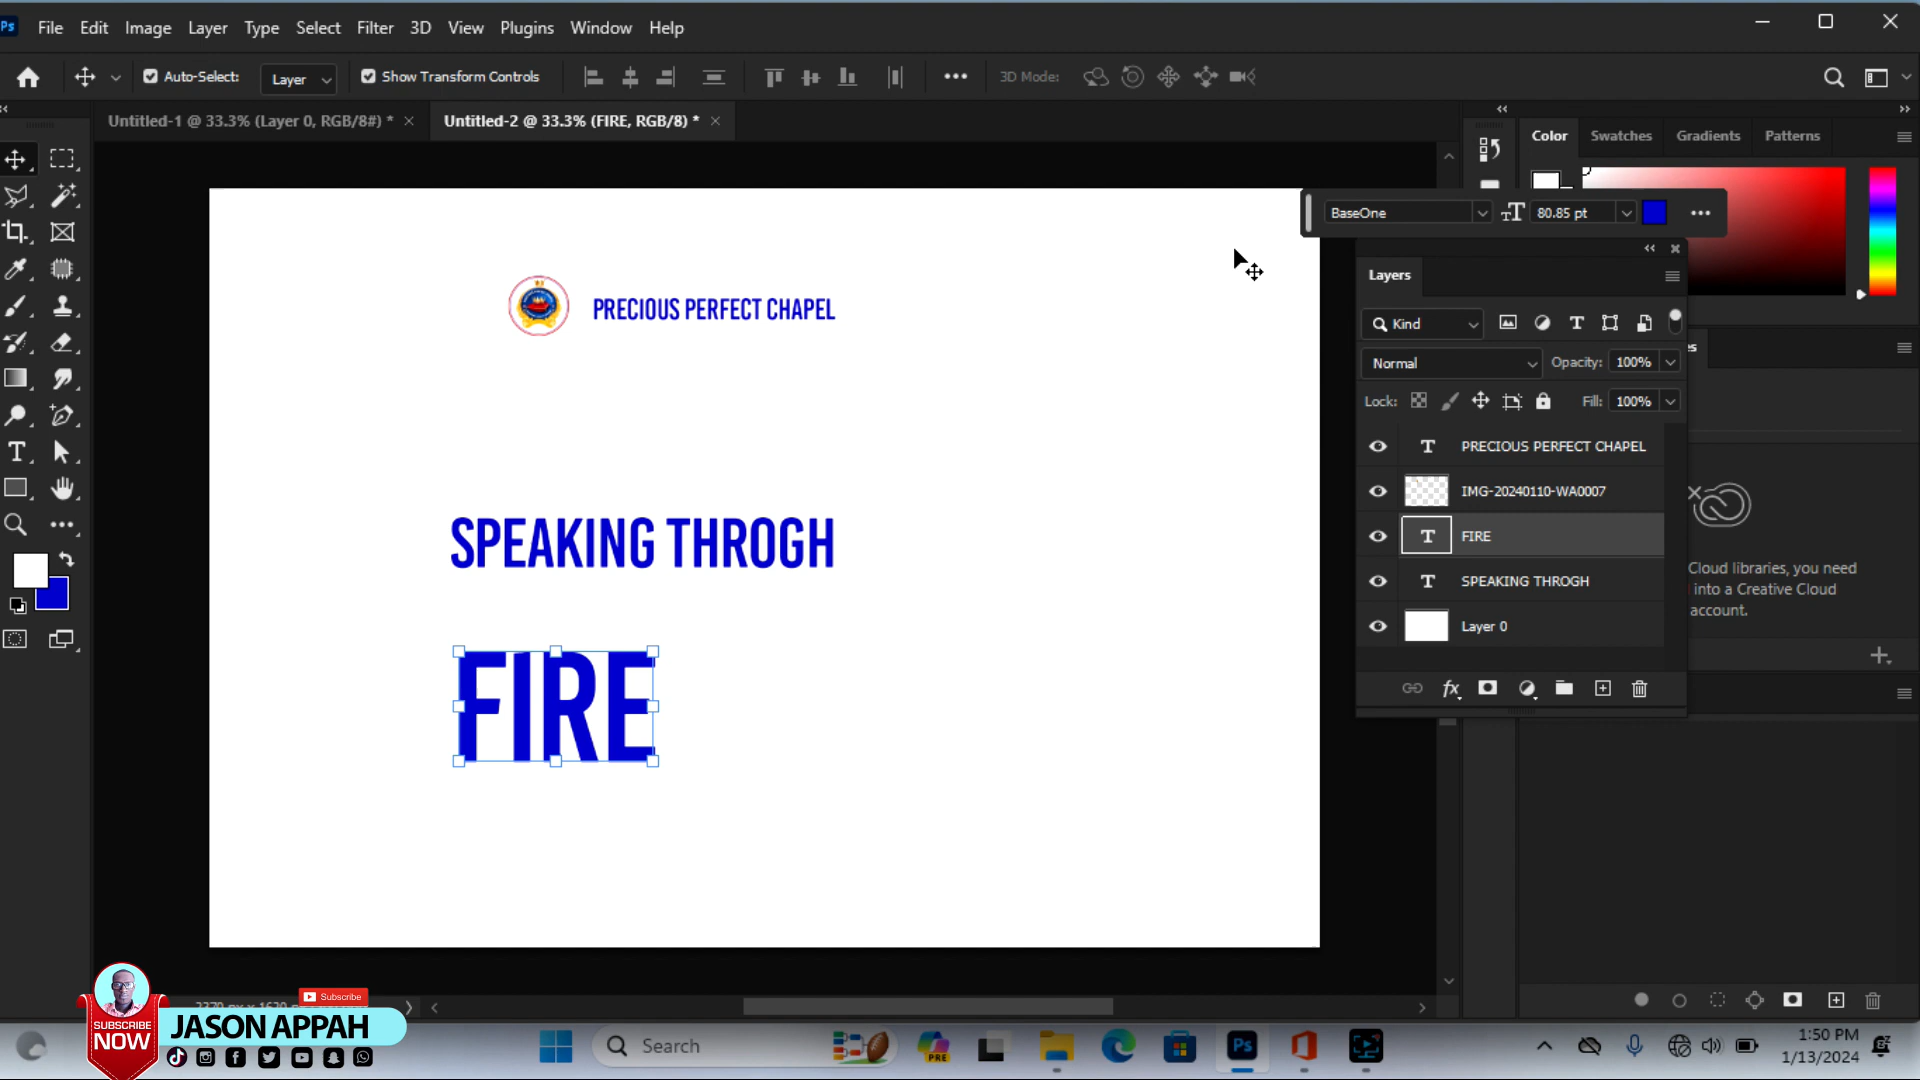 Ps File Edit Image Layer Type Select Filter 3D View Plugins Window Help
Auto-Select: Layer Show Transform Controls 3D Mode:
Untitled-1 @ 33.3% (Layer 0, RGB/8#) * Untitled-2 @ 33.3% (FIRE, RGB/8) *
Color Swatches Gradients Patterns
BaseOne 80.85 pt
Layers
PRECIOUS PERFECT CHAPEL
Kind
Normal Opacity: 100%
Lock: Fill: 100%
PRECIOUS PERFECT CHAPEL
IMG-20240110-WA0007
SPEAKING THROGH
FIRE
SPEAKING THROGH
Cloud libraries, you need
into a Creative Cloud
account.
Layer 0
FIRE
fx
Subscribe
JASON APPAH
SUBSCRIBE
NOW
Search
PRE
Ps
1:50 PM
1/13/2024